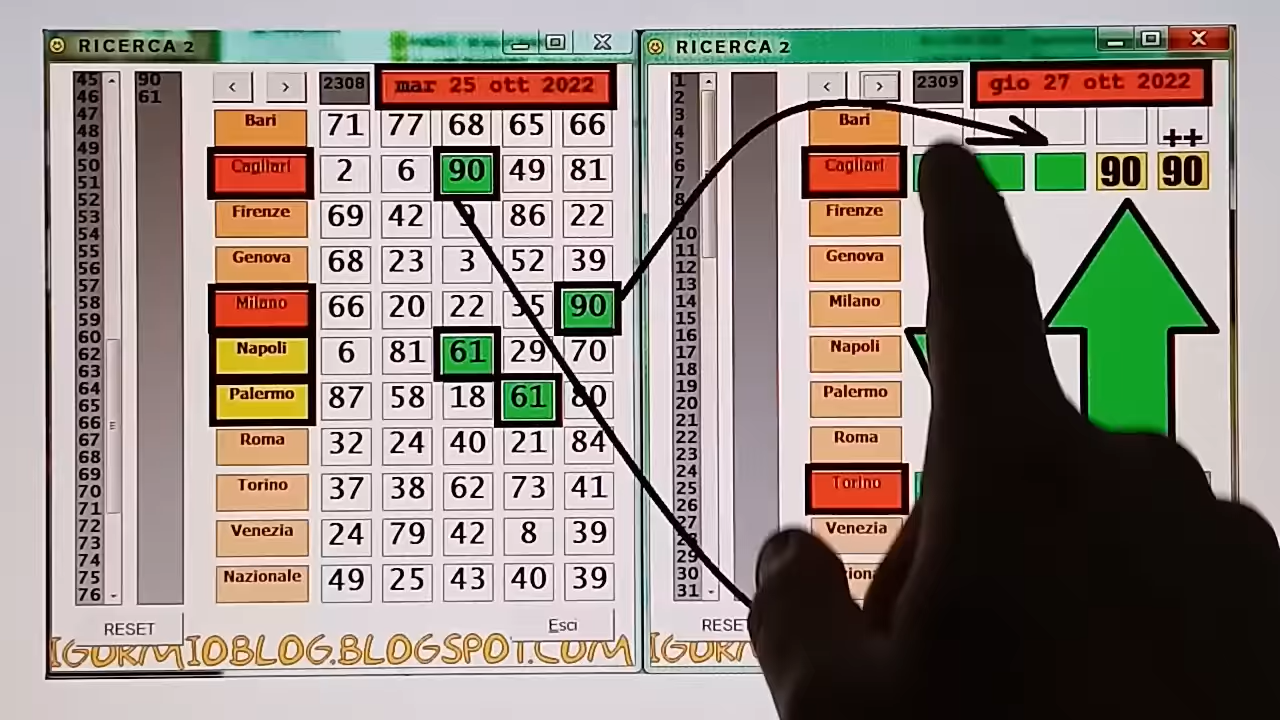 RICERCA 2
45
46
47
48
49
50
51
52
53
54
55
56
57
58
59
60
62
63
64
65
66
67
68
69
70
71
72
73
74
75
76
90
61
< > 2308 mar 25 ott 2022
Bari 71 77 68 65 66
Cagliari 2 6 90 49 81
Firenze 69 42 9 86 22
Genova 68 23 3 52 39
Milano 66 20 22 35 90
Napoli 6 81 61 29 70
Palermo 87 58 18 61 80
Roma 32 24 40 21 84
Torino 37 38 62 73 41
Venezia 24 79 42 8 39
Nazionale 49 25 43 40 39
RESET Esci
IGORMIOBLOG.BLOGSPOT.COM
RICERCA 2
1
2
3
4
5
6
7
8
9
10
11
12
13
14
15
16
17
18
19
20
21
22
23
24
25
26
27
28
29
30
31
< > 2309 gio 27 ott 2022
Bari ++
Cagliari 90 90
Firenze
Genova
Milano
Napoli
Palermo
Roma
Torino
Venezia